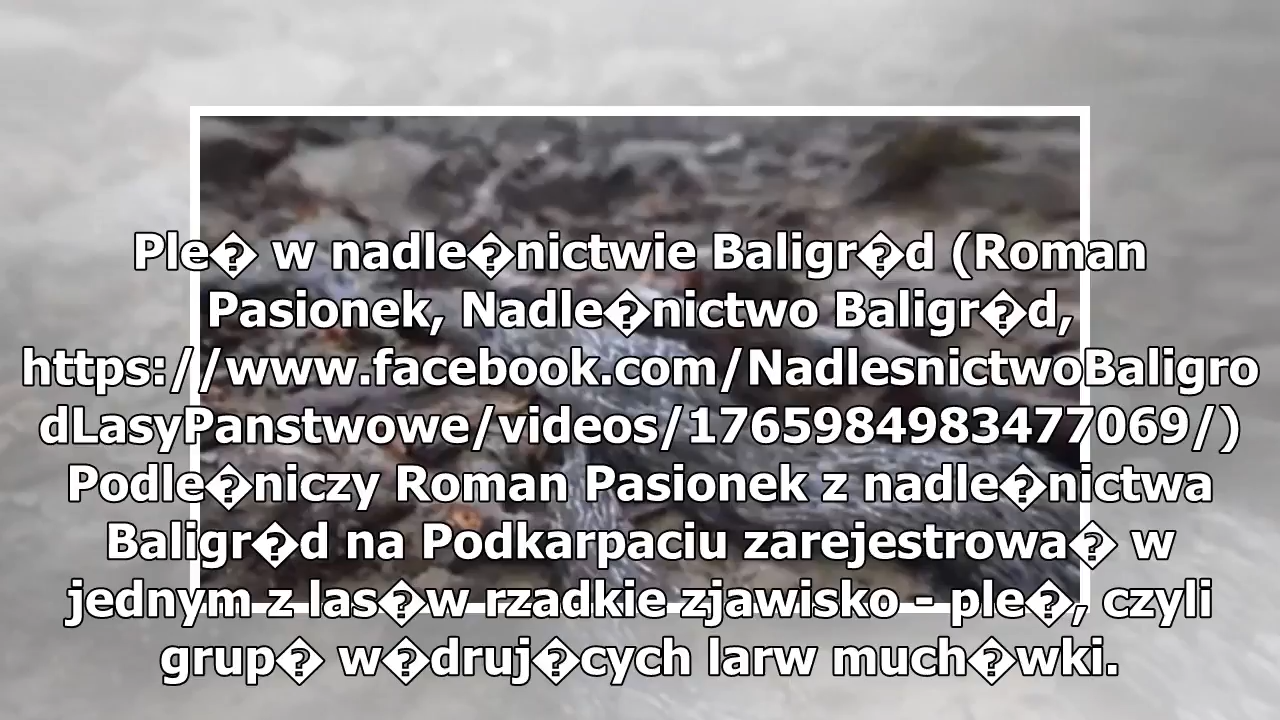 Ple� w nadle�nictwie Baligr�d (Roman
Pasionek, Nadle�nictwo Baligr�d,
https://www.facebook.com/NadlesnictwoBaligro
dLasyPanstwowe/videos/1765984983477069/)
Podle�niczy Roman Pasionek z nadle�nictwa
Baligr�d na Podkarpaciu zarejestrowa� w
jednym z las�w rzadkie zjawisko - ple�, czyli
grup� w�druj�cych larw much�wki.